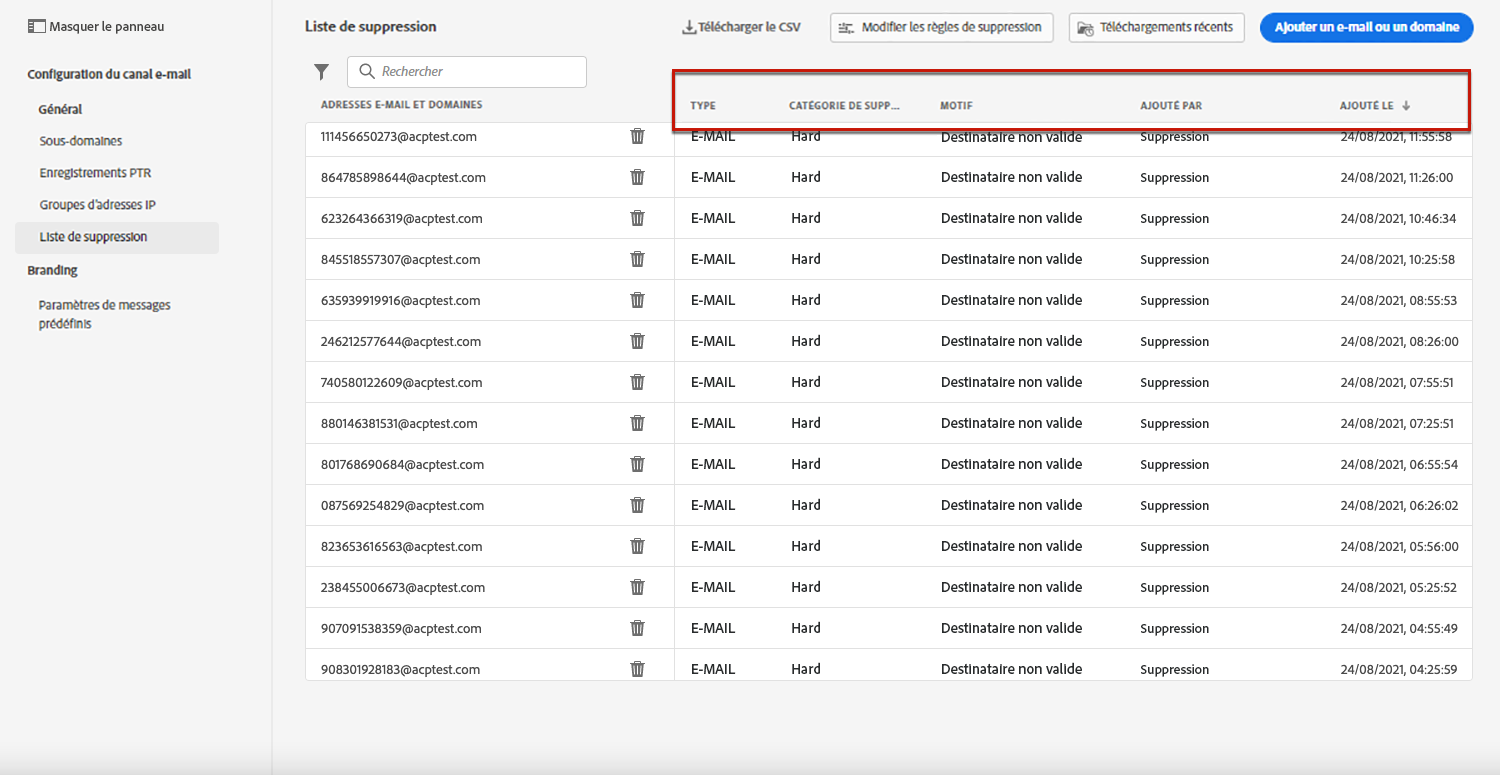 Masquer le panneau
Configuration du canal e-mail
Général
Sous-domaines
Enregistrements PTR
Groupes d'adresses IP
Liste de suppression
Branding
Paramètres de messages
prédéfinis
Liste de suppression
Télécharger le CSV
Modifier les règles de suppression
Téléchargements récents
Ajouter un e-mail ou un domaine
Rechercher
ADRESSES E-MAIL ET DOMAINES TYPE CATÉGORIE DE SUPP... MOTIF AJOUTÉ PAR AJOUTÉ LE
111456650273@acptest.com E-MAIL Hard Destinataire non valide Suppression 24/08/2021, 11:55:58
864785898644@acptest.com E-MAIL Hard Destinataire non valide Suppression 24/08/2021, 11:26:00
623264366319@acptest.com E-MAIL Hard Destinataire non valide Suppression 24/08/2021, 10:46:34
845518557307@acptest.com E-MAIL Hard Destinataire non valide Suppression 24/08/2021, 10:25:58
635939919916@acptest.com E-MAIL Hard Destinataire non valide Suppression 24/08/2021, 08:55:53
246212577644@acptest.com E-MAIL Hard Destinataire non valide Suppression 24/08/2021, 08:26:00
740580122609@acptest.com E-MAIL Hard Destinataire non valide Suppression 24/08/2021, 07:55:51
880146381531@acptest.com E-MAIL Hard Destinataire non valide Suppression 24/08/2021, 07:25:51
801768690684@acptest.com E-MAIL Hard Destinataire non valide Suppression 24/08/2021, 06:55:54
087569254829@acptest.com E-MAIL Hard Destinataire non valide Suppression 24/08/2021, 06:26:02
823653616563@acptest.com E-MAIL Hard Destinataire non valide Suppression 24/08/2021, 05:56:00
238455006673@acptest.com E-MAIL Hard Destinataire non valide Suppression 24/08/2021, 05:25:52
907091538359@acptest.com E-MAIL Hard Destinataire non valide Suppression 24/08/2021, 04:55:49
908301928183@acptest.com E-MAIL Hard Destinataire non valide Suppression 24/08/2021, 04:25:59